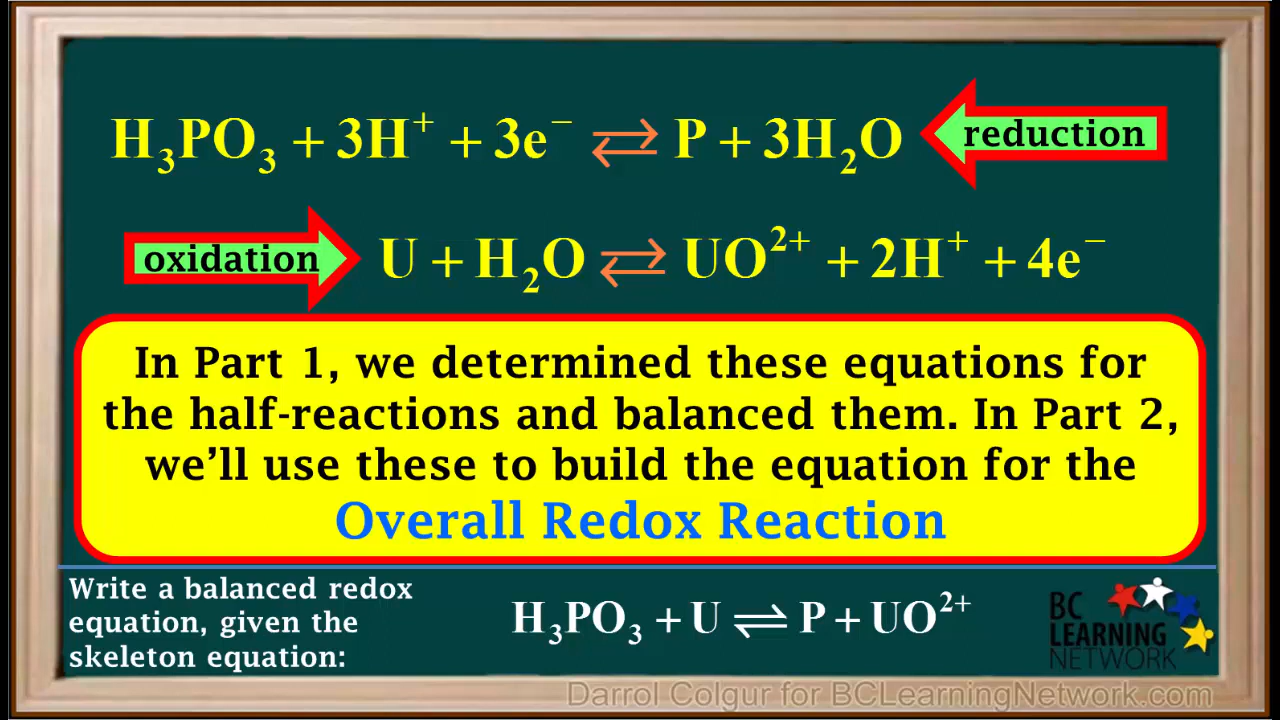 H₃PO₃ + 3H⁺ + 3e⁻ ⇄ P + 3H₂O reduction
oxidation U + H₂O ⇄ UO²⁺ + 2H⁺ + 4e⁻
In Part 1, we determined these equations for
the half-reactions and balanced them. In Part 2,
we’ll use these to build the equation for the
Overall Redox Reaction
Write a balanced redox
equation, given the
skeleton equation:
H₃PO₃ + U ⇌ P + UO²⁺
BC
LEARNING
NETWORK
Darrol Colgur for BCLearningNetwork.com